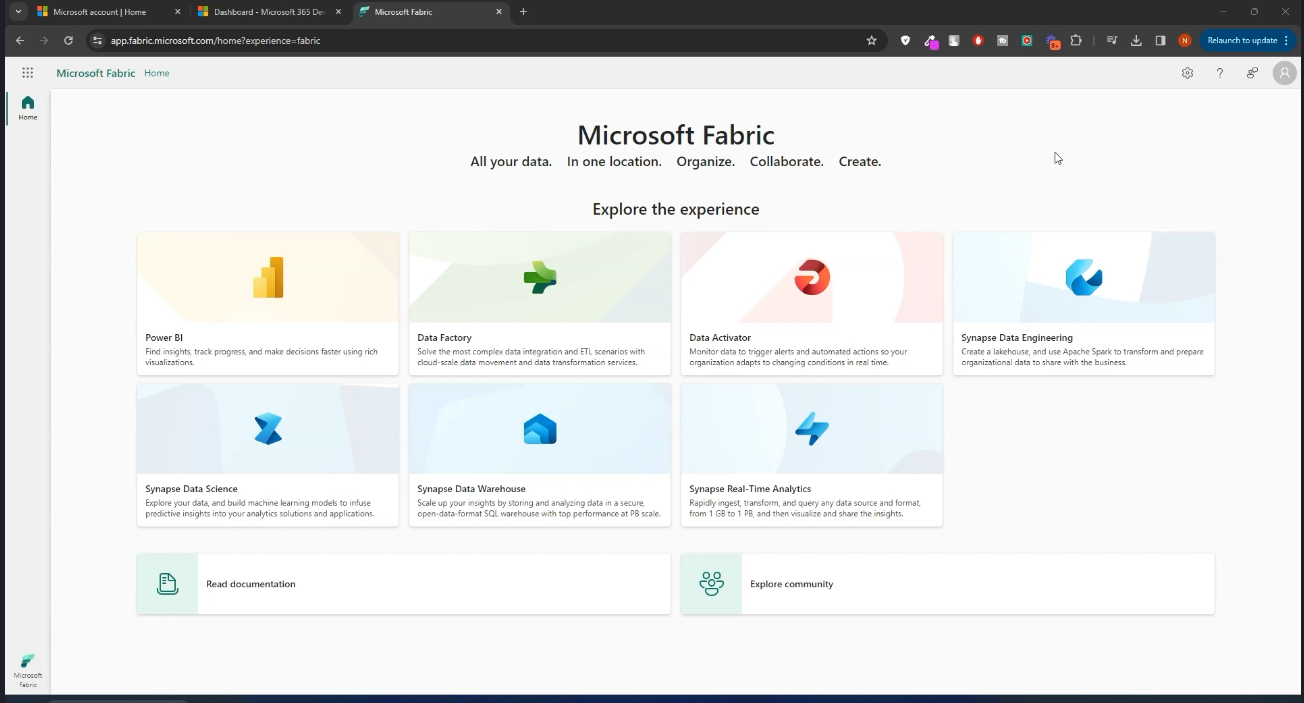 Microsoft account | Home
Dashboard - Microsoft 365 De
Microsoft Fabric
app.fabric.microsoft.com/home?experience=fabric
9+
N
Relaunch to update
Microsoft Fabric
Home
Home
Microsoft Fabric
All your data. In one location. Organize. Collaborate. Create.
Explore the experience
Power BI
Find insights, track progress, and make decisions faster using rich
visualizations.
Data Factory
Solve the most complex data integration and ETL scenarios with
cloud-scale data movement and data transformation services.
Data Activator
Monitor data to trigger alerts and automated actions so your
organization adapts to changing conditions in real time.
Synapse Data Engineering
Create a lakehouse, and use Apache Spark to transform and prepare
organizational data to share with the business.
Synapse Data Science
Explore your data, and build machine learning models to infuse
predictive insights into your analytics solutions and applications.
Synapse Data Warehouse
Scale up your insights by storing and analyzing data in a secure,
open-data-format SQL warehouse with top performance at PB scale.
Synapse Real-Time Analytics
Rapidly ingest, transform, and query any data source and format,
from 1 GB to 1 PB, and then visualize and share the insights.
Read documentation
Explore community
Microsoft
Fabric